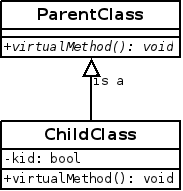 ParentClass
+virtualMethod(): void
is a
ChildClass
-kid: bool
+virtualMethod(): void